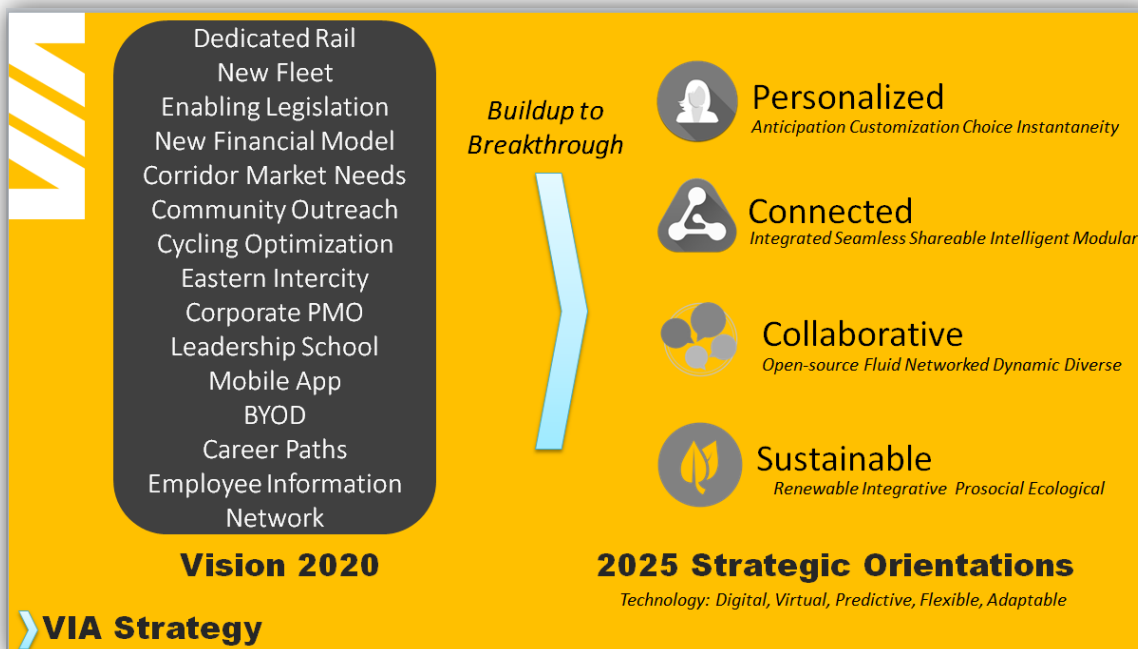 VIA
Dedicated Rail
New Fleet
Enabling Legislation
New Financial Model
Corridor Market Needs
Community Outreach
Cycling Optimization
Eastern Intercity
Corporate PMO
Leadership School
Mobile App
BYOD
Career Paths
Employee Information
Network
Vision 2020
Buildup to
Breakthrough
Personalized
Anticipation Customization Choice Instantaneity
Connected
Integrated Seamless Shareable Intelligent Modular
Collaborative
Open-source Fluid Networked Dynamic Diverse
Sustainable
Renewable Integrative Prosocial Ecological
2025 Strategic Orientations
Technology: Digital, Virtual, Predictive, Flexible, Adaptable
VIA Strategy